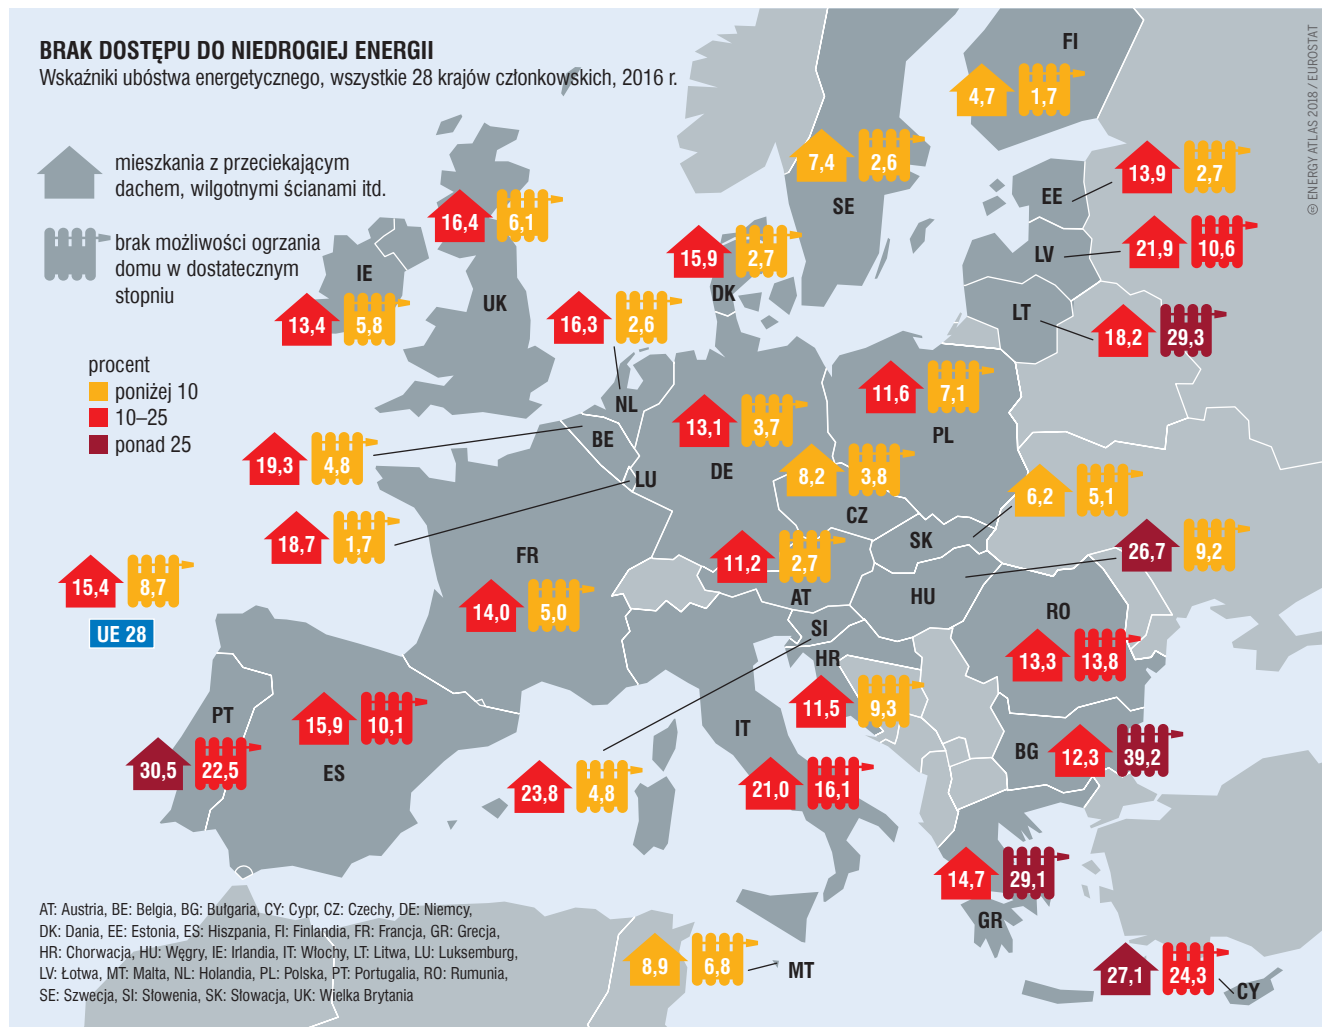 BRAK DOSTĘPU DO NIEDROGIEJ ENERGII
Wskaźniki ubóstwa energetycznego, wszystkie 28 krajów członkowskich, 2016 r.
© ENERGY ATLAS 2018 / EUROSTAT
mieszkania z przeciekającym
dachem, wilgotnymi ścianami itd.
brak możliwości ogrzania
domu w dostatecznym
stopniu
procent
poniżej 10
10–25
ponad 25
FI
4,7 1,7
7,4 2,6
SE
EE
13,9 2,7
LV
21,9 10,6
LT
18,2 29,3
16,4 6,1
UK
IE
13,4 5,8
15,9 2,7
DK
16,3 2,6
NL
11,6 7,1
PL
13,1 3,7
DE
19,3 4,8
BE
18,7 1,7
LU
8,2 3,8
CZ
6,2 5,1
SK
15,4 8,7
UE 28
FR
14,0 5,0
11,2 2,7
AT
26,7 9,2
HU
RO
13,3 13,8
SI
HR
11,5 9,3
PT
30,5 22,5
15,9 10,1
ES
23,8 4,8
IT
21,0 16,1
BG
12,3 39,2
14,7 29,1
GR
8,9 6,8
MT
27,1 24,3
CY
AT: Austria, BE: Belgia, BG: Bułgaria, CY: Cypr, CZ: Czechy, DE: Niemcy,
DK: Dania, EE: Estonia, ES: Hiszpania, FI: Finlandia, FR: Francja, GR: Grecja,
HR: Chorwacja, HU: Węgry, IE: Irlandia, IT: Włochy, LT: Litwa, LU: Luksemburg,
LV: Łotwa, MT: Malta, NL: Holandia, PL: Polska, PT: Portugalia, RO: Rumunia,
SE: Szwecja, SI: Słowenia, SK: Słowacja, UK: Wielka Brytania